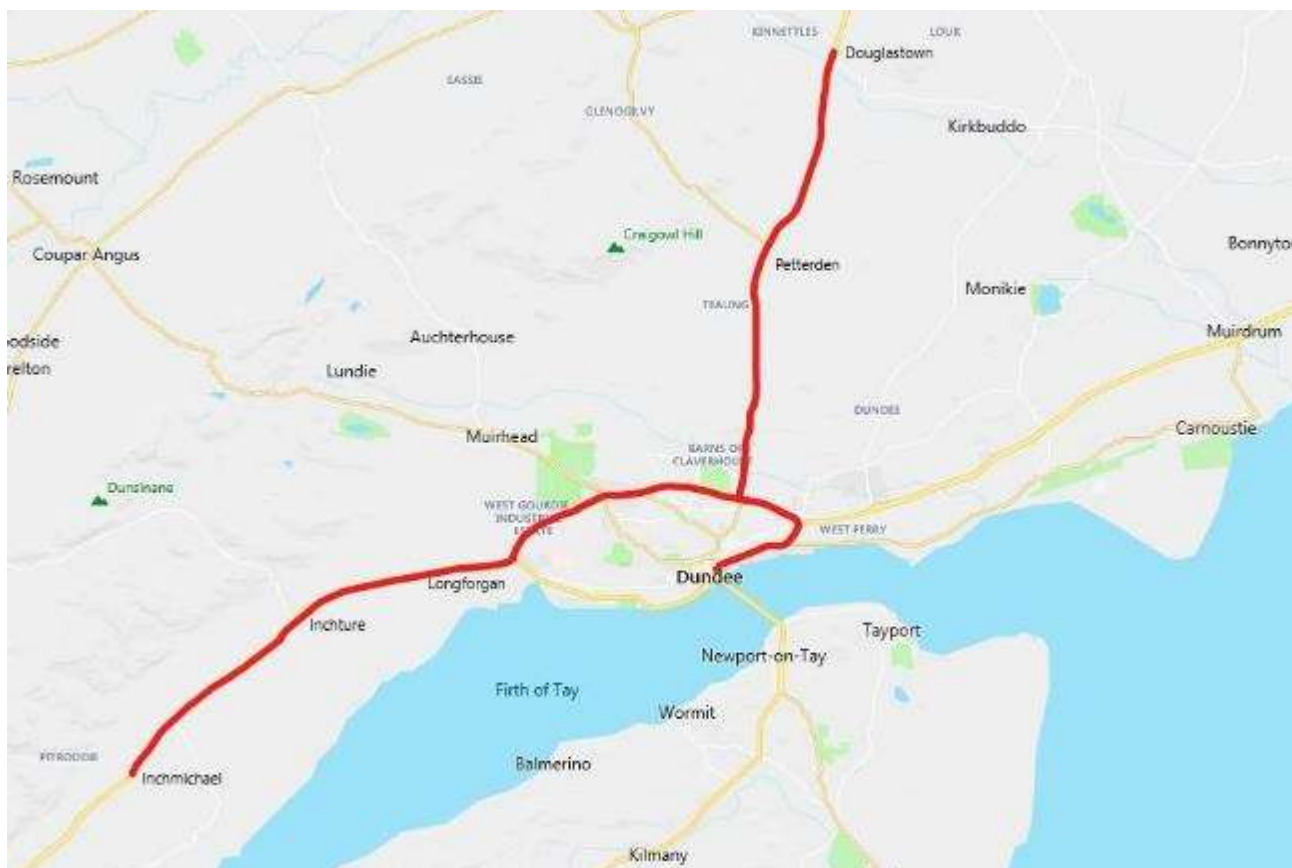 KINNETTLES
LOUR
Douglastown
EASSIE
GLENOGILVY
Kirkbuddo
Rosemount
Craigowl Hill
Coupar Angus
Petterden
Bonnyto
Monikie
TEALING
Muirdrum
Auchterhouse
oodside
relton
Lundie
DUNDEE
Carnoustie
Muirhead
BARNS OF
CLAVERHOUSE
Dunsinane
WEST GOURDIE
INDUSTRIAL
ESTATE
WEST FERRY
Longforgan
Dundee
Inchture
Tayport
Newport-on-Tay
Firth of Tay
Wormit
PITRODDIE
Balmerino
Inchmichael
Kilmany